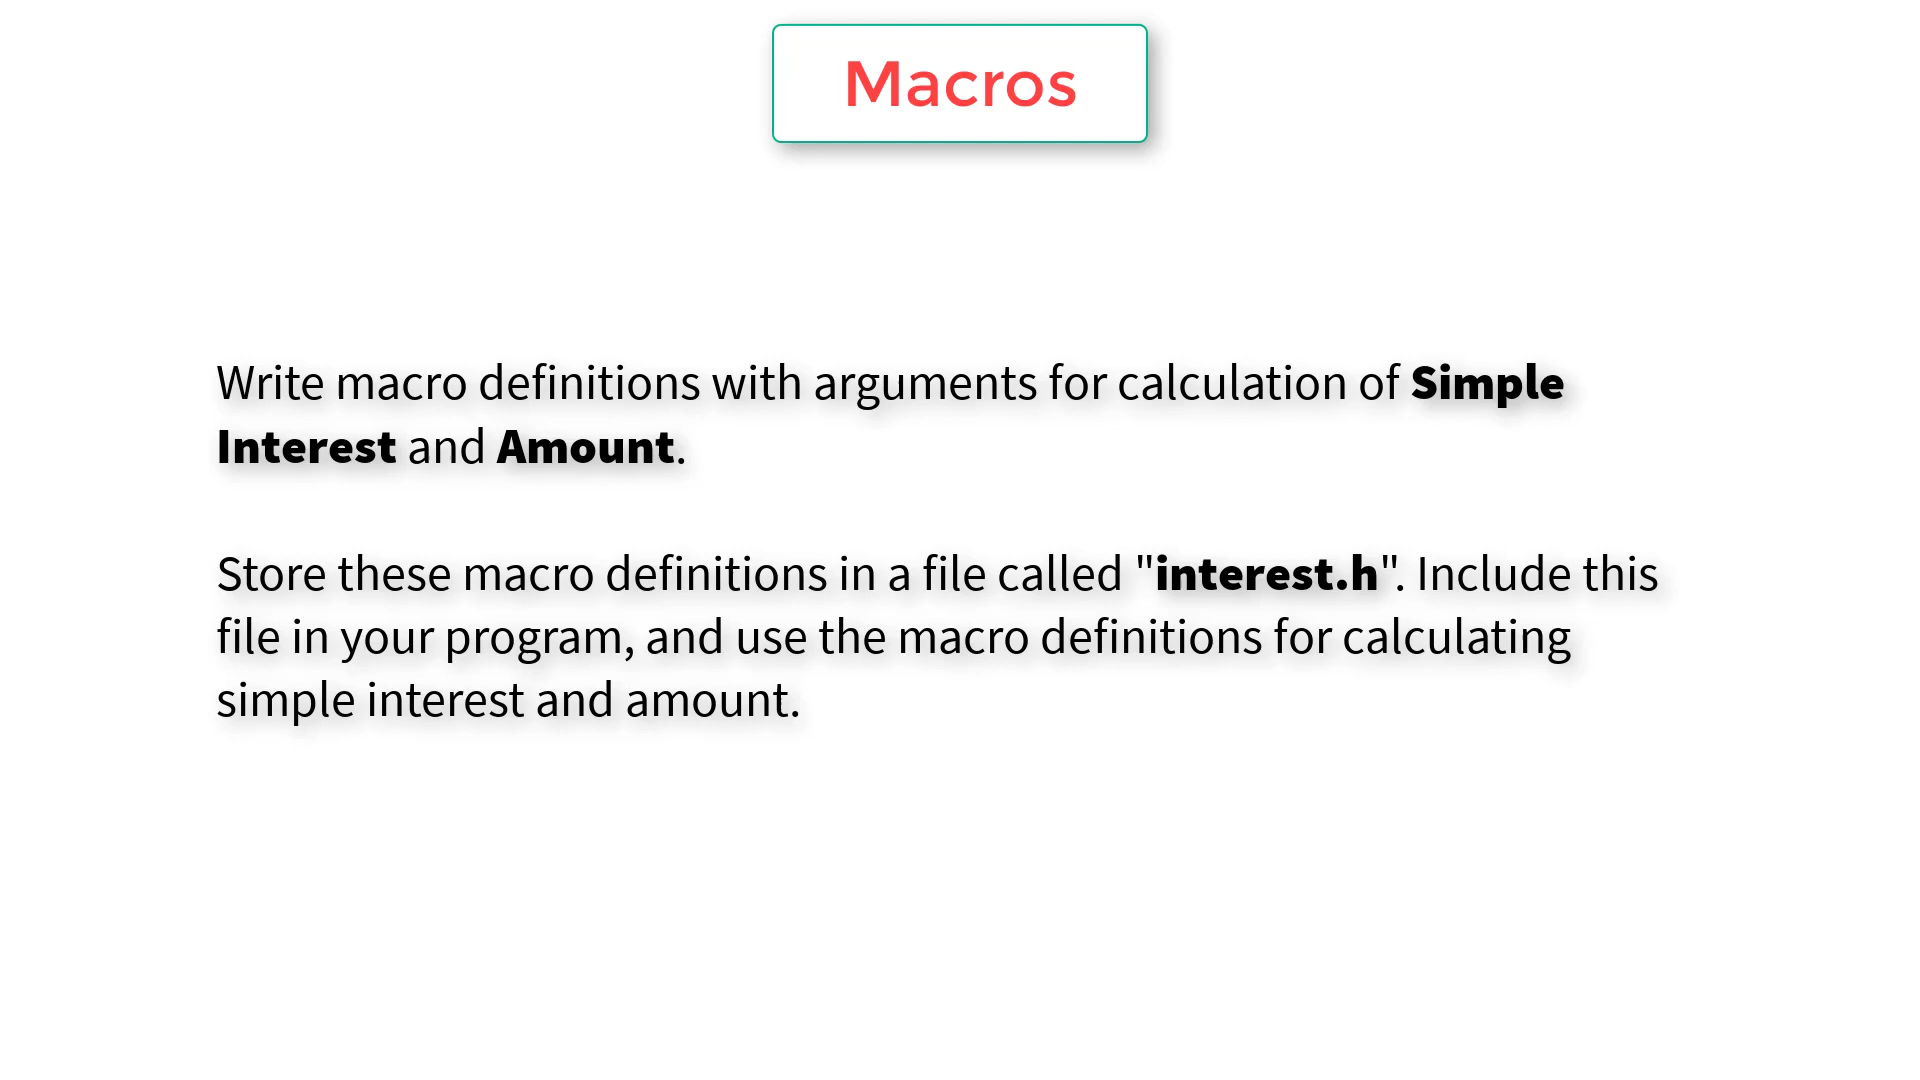 Macros
Write macro definitions with arguments for calculation of Simple
Interest and Amount.
Store these macro definitions in a file called "interest.h". Include this
file in your program, and use the macro definitions for calculating
simple interest and amount.